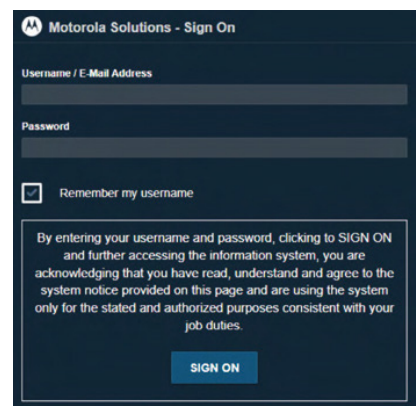 Motorola Solutions - Sign On
Username / E-Mail Address
Password
Remember my username
By entering your username and password, clicking to SIGN ON
and further accessing the information system, you are
acknowledging that you have read, understand and agree to the
system notice provided on this page and are using the system
only for the stated and authorized purposes consistent with your
job duties.
SIGN ON